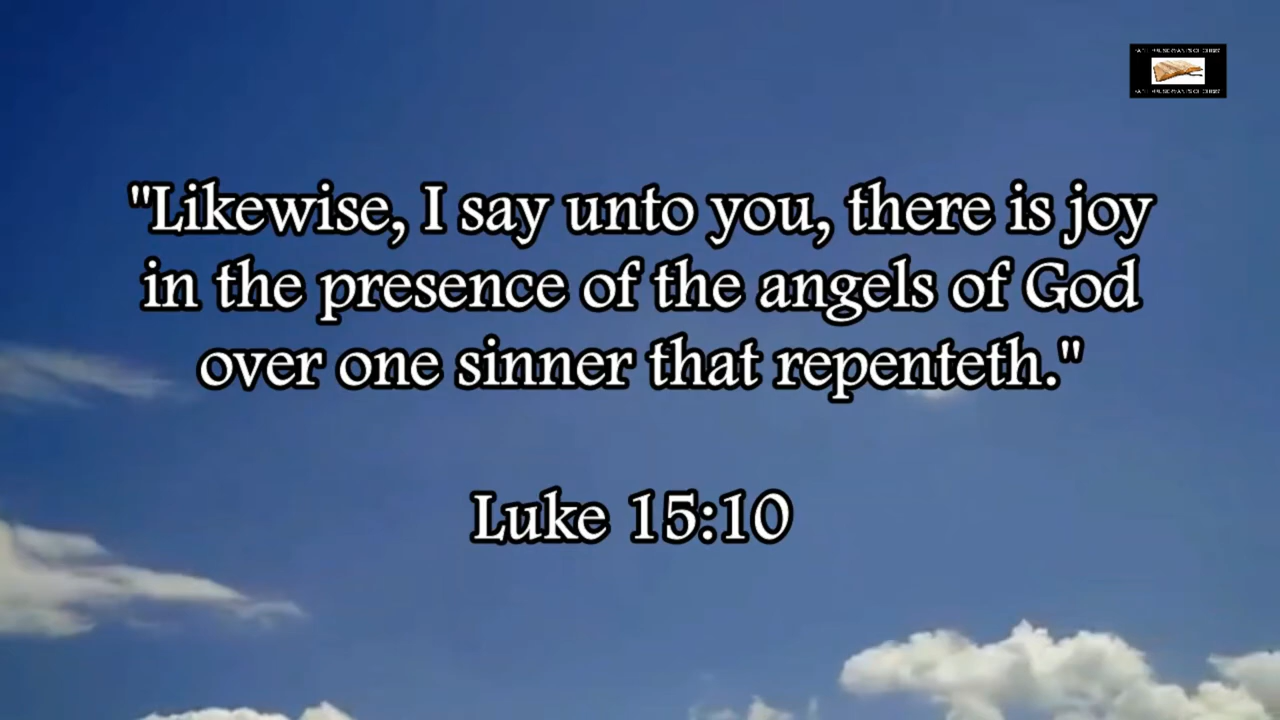 "Likewise, I say unto you, there is joy
in the presence of the angels of God
over one sinner that repenteth."
Luke 15:10